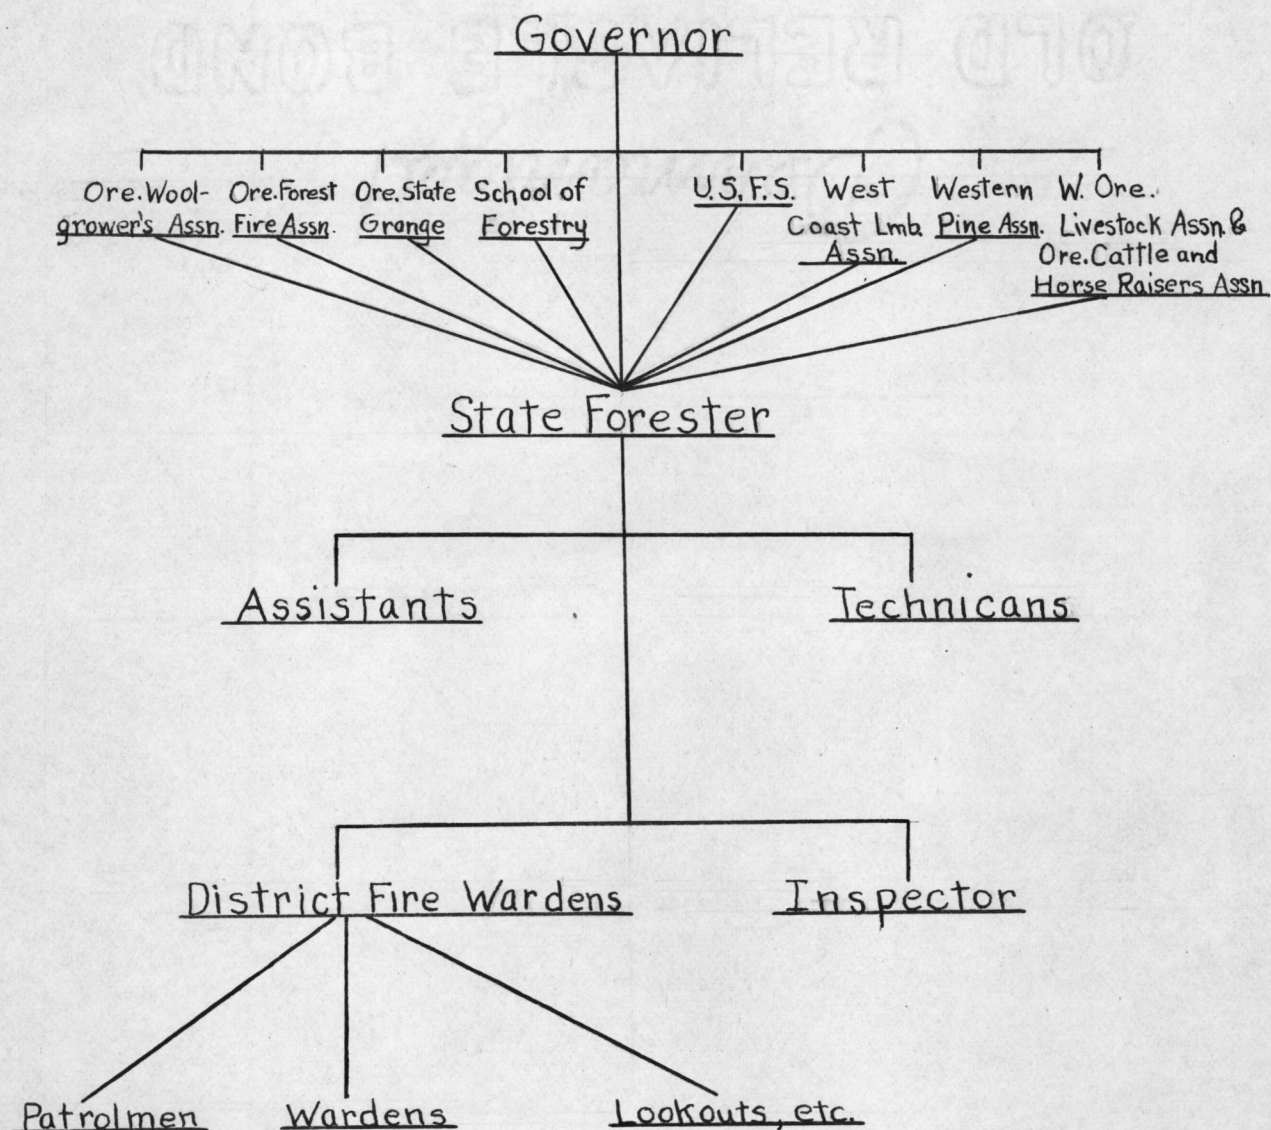 Governor
Ore. Wool-
grower's Assn.
Ore. Forest
Fire Assn.
Ore. State
Grange
School of
Forestry
U.S.F.S.
West
Coast Lmb.
Assn.
Western
Pine Assn.
W. Ore.
Livestock Assn. &
Ore. Cattle and
Horse Raisers Assn
State Forester
Assistants
Technicans
District Fire Wardens
Inspector
Patrolmen
Wardens
Lookouts, etc.